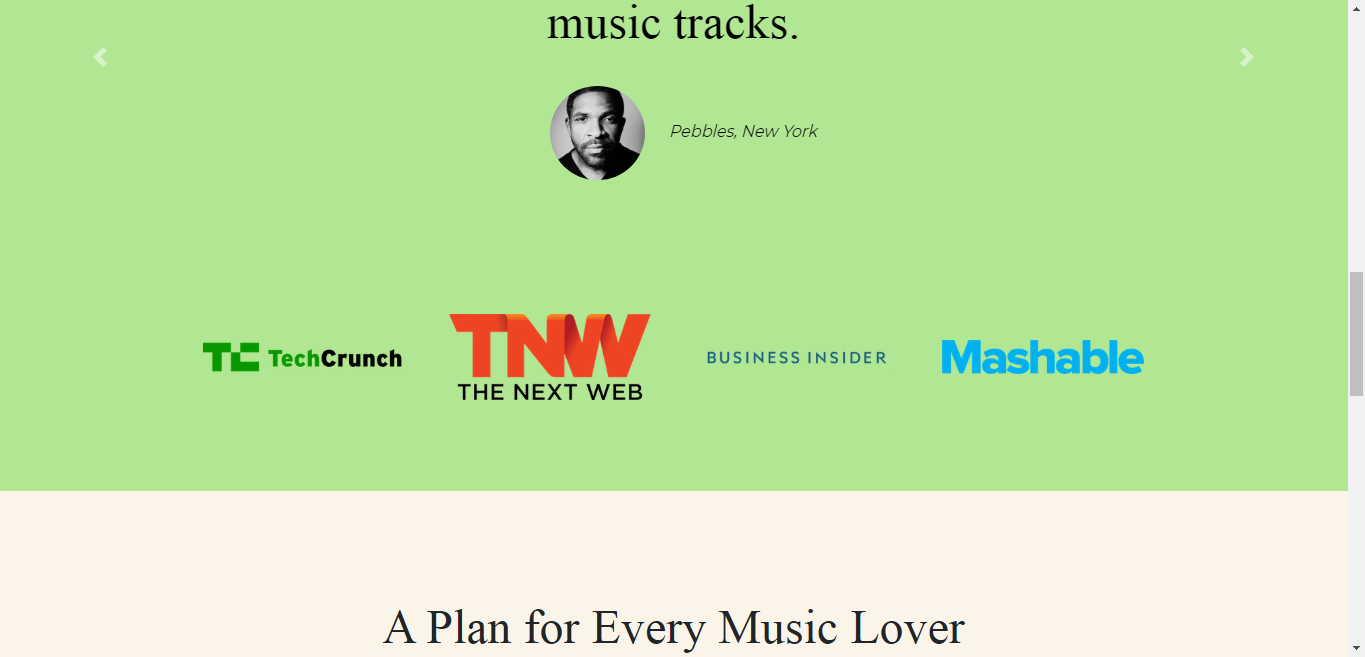 music tracks.
Pebbles, New York
TC TechCrunch
TNW
THE NEXT WEB
BUSINESS INSIDER
Mashable
A Plan for Every Music Lover